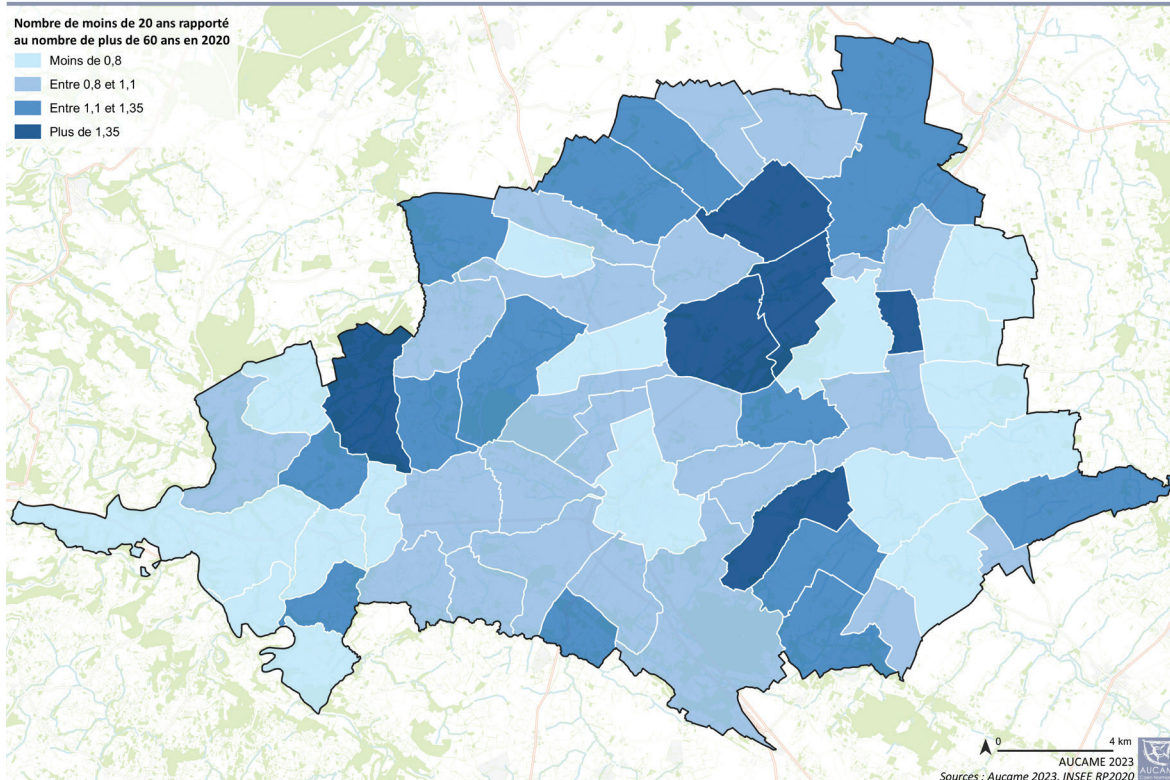 Nombre de moins de 20 ans rapporté
au nombre de plus de 60 ans en 2020
Moins de 0,8
Entre 0,8 et 1,1
Entre 1,1 et 1,35
Plus de 1,35
0 4 km
AUCAME 2023
Sources : Aucame 2023, INSEE RP2020
AUCAME